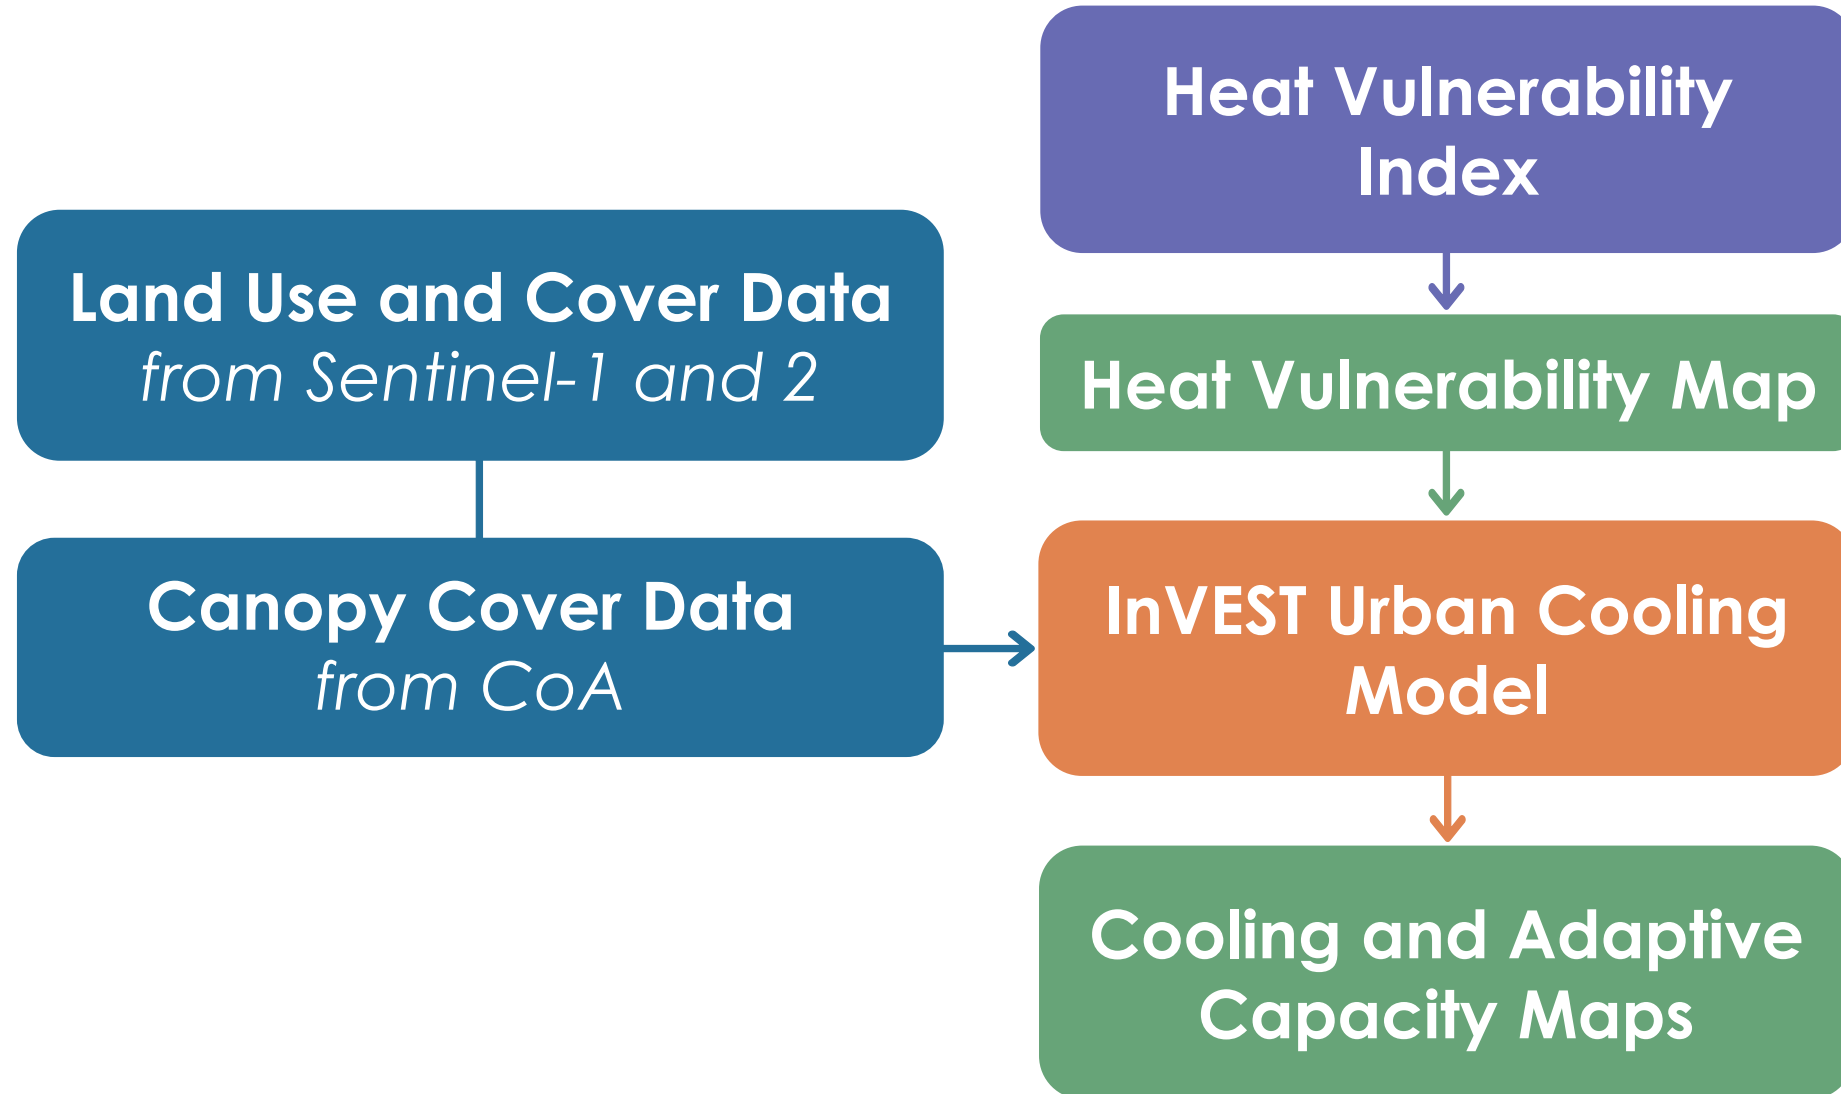 Heat Vulnerability
Index
Land Use and Cover Data
from Sentinel-1 and 2
Heat Vulnerability Map
Canopy Cover Data
from CoA
InVEST Urban Cooling
Model
Cooling and Adaptive
Capacity Maps